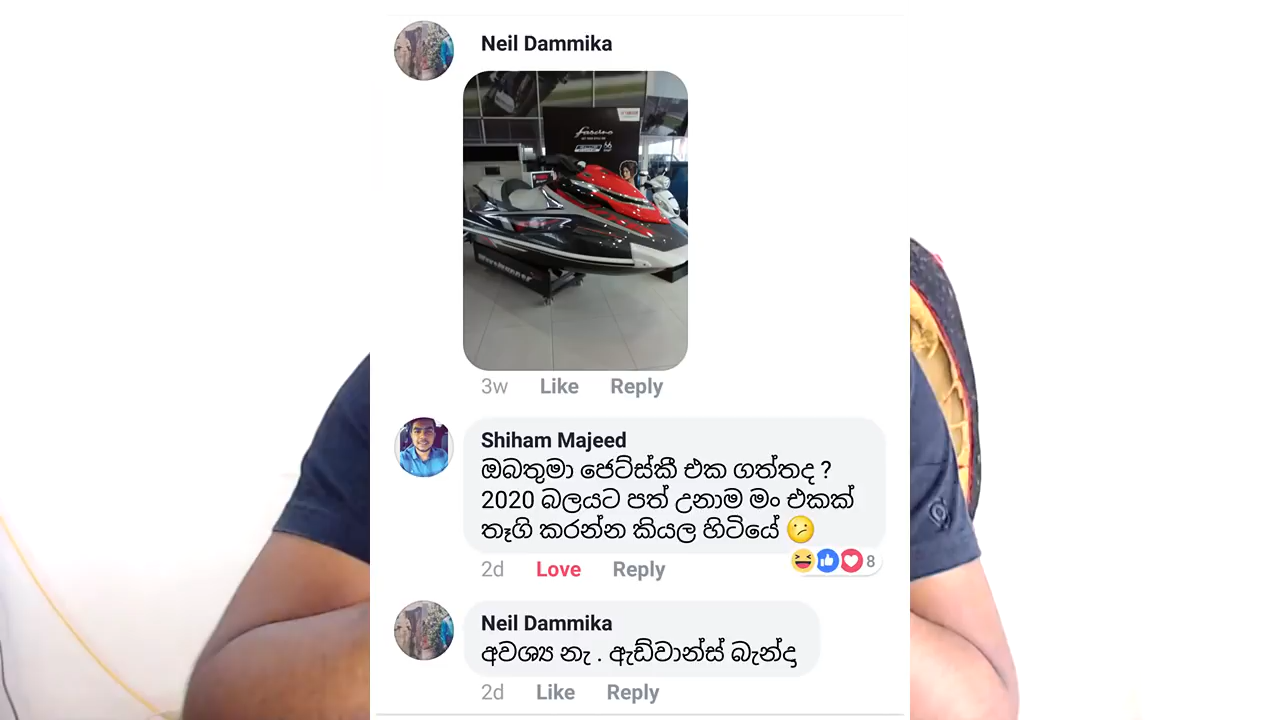 Neil Dammika
Fascino
3w Like Reply
Shiham Majeed
ඔබතුමා ජෙට්ස්කී එක ගත්තද ?
2020 බලයට පත් උනාම මං එකක්
තෑගි කරන්න කියල හිටියේ 😕
8
2d Love Reply
Neil Dammika
අවශ්‍ය නැ . ඇඩ්වාන්ස් බැන්දා
2d Like Reply